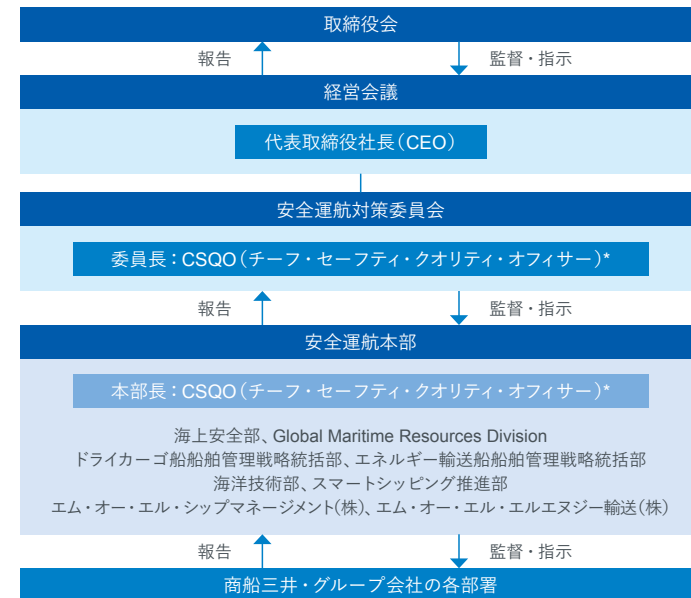 取締役会
報告 監督・指示
経営会議
代表取締役社長（CEO）
安全運航対策委員会
委員長：CSQO（チーフ・セーフティ・クオリティ・オフィサー）*
報告 監督・指示
安全運航本部
本部長：CSQO（チーフ・セーフティ・クオリティ・オフィサー）*
海上安全部、Global Maritime Resources Division
ドライカーゴ船船舶管理戦略統括部、エネルギー輸送船船舶管理戦略統括部
海洋技術部、スマートシッピング推進部
エム・オー・エル・シップマネージメント（株）、エム・オー・エル・エルエヌジー輸送（株）
報告 監督・指示
商船三井・グループ会社の各部署